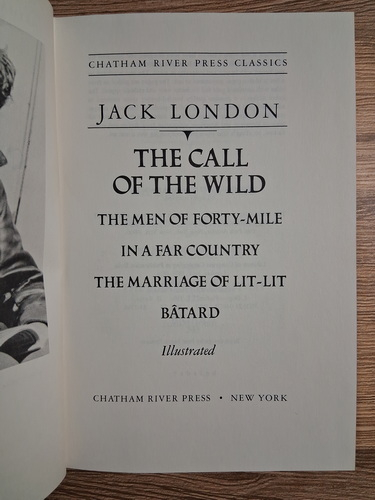 CHATHAM RIVER PRESS CLASSICS
JACK LONDON
THE CALL
OF THE WILD
THE MEN OF FORTY-MILE
IN A FAR COUNTRY
THE MARRIAGE OF LIT-LIT
BÂTARD
Illustrated
CHATHAM RIVER PRESS • NEW YORK